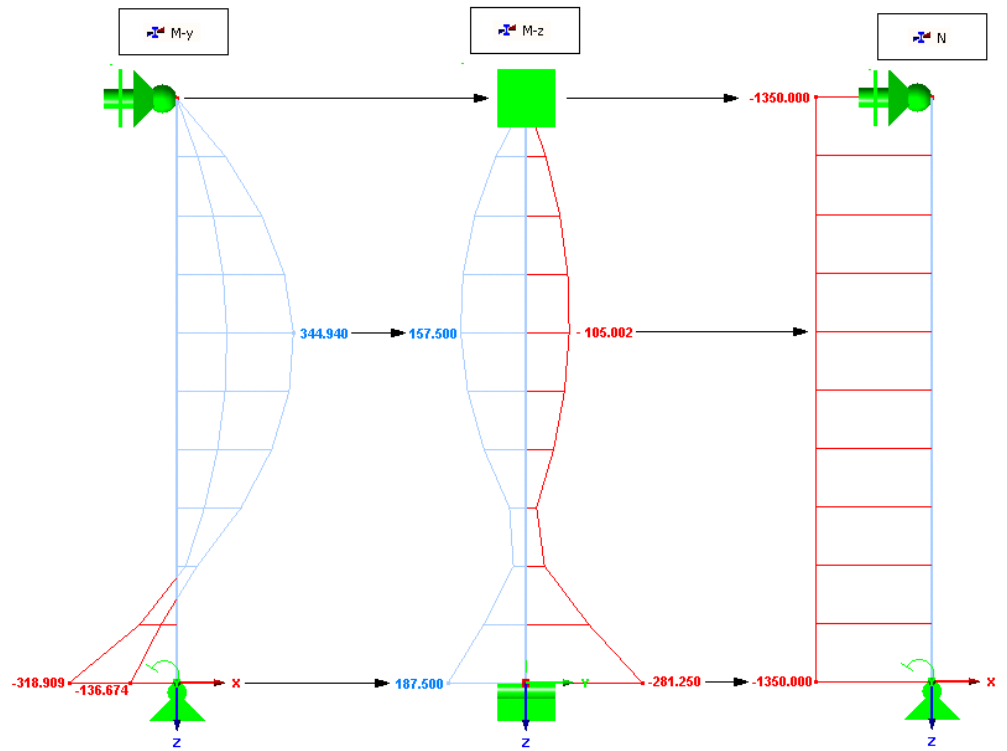 M-y
M-z
N
-1350.000
344.940
157.500
- 105.002
-318.909
-136.674
X
187.500
Y
-281.250
-1350.000
X
Z
Z
Z